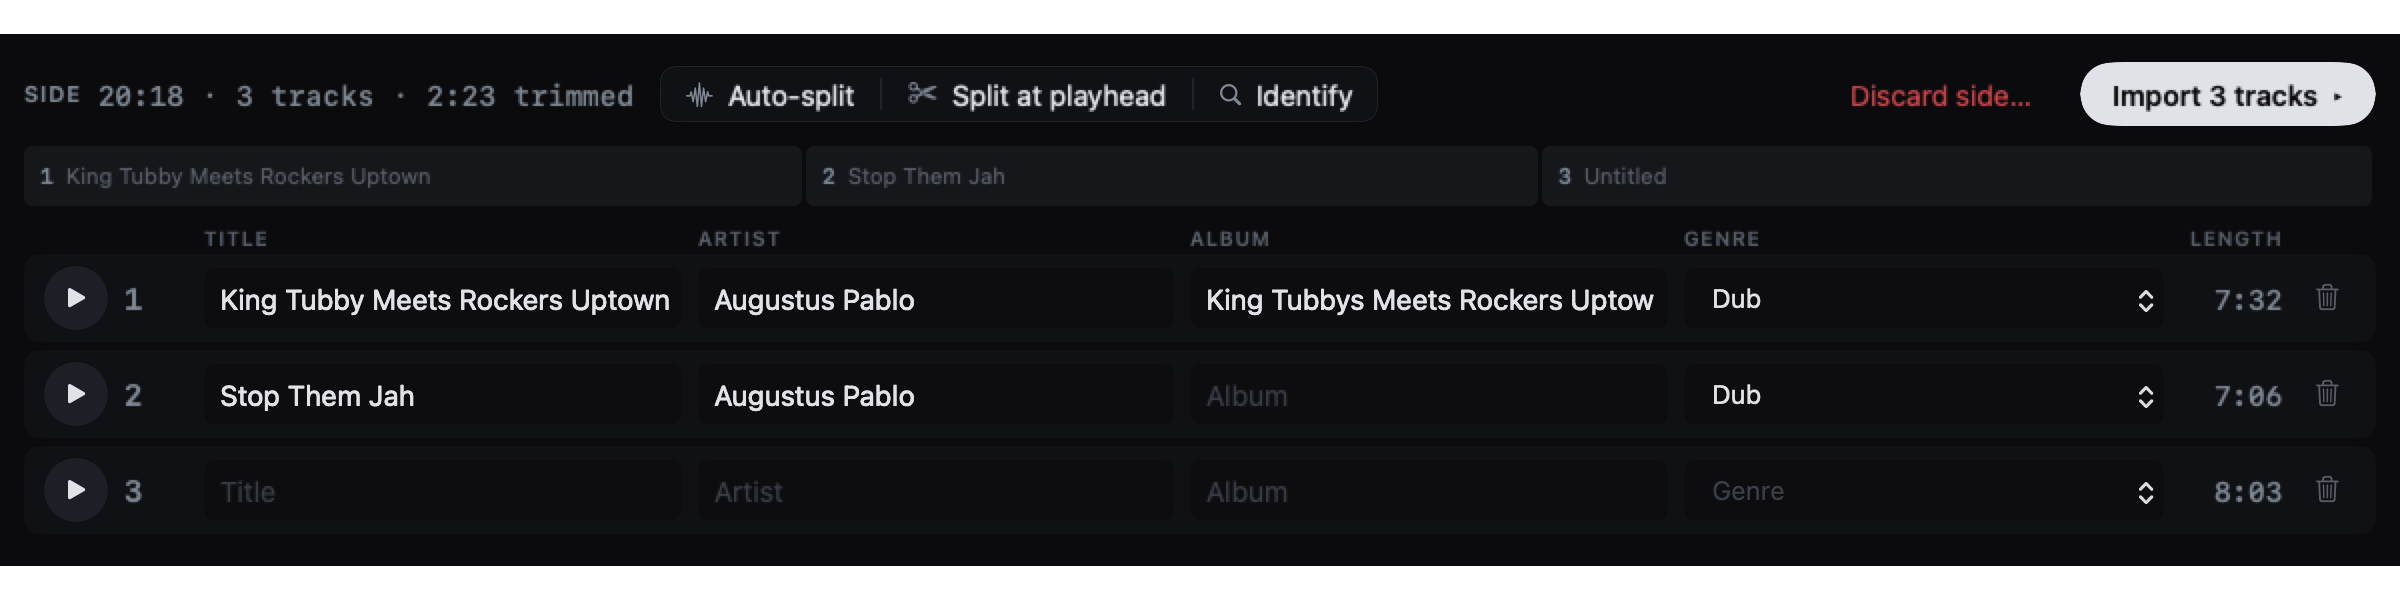 SIDE 20:18 · 3 tracks · 2:23 trimmed Auto-split Split at playhead Identify Discard side... Import 3 tracks ▸
1 King Tubby Meets Rockers Uptown 2 Stop Them Jah 3 Untitled
TITLE ARTIST ALBUM GENRE LENGTH
1 King Tubby Meets Rockers Uptown Augustus Pablo King Tubbys Meets Rockers Uptow Dub 7:32
2 Stop Them Jah Augustus Pablo Album Dub 7:06
3 Title Artist Album Genre 8:03